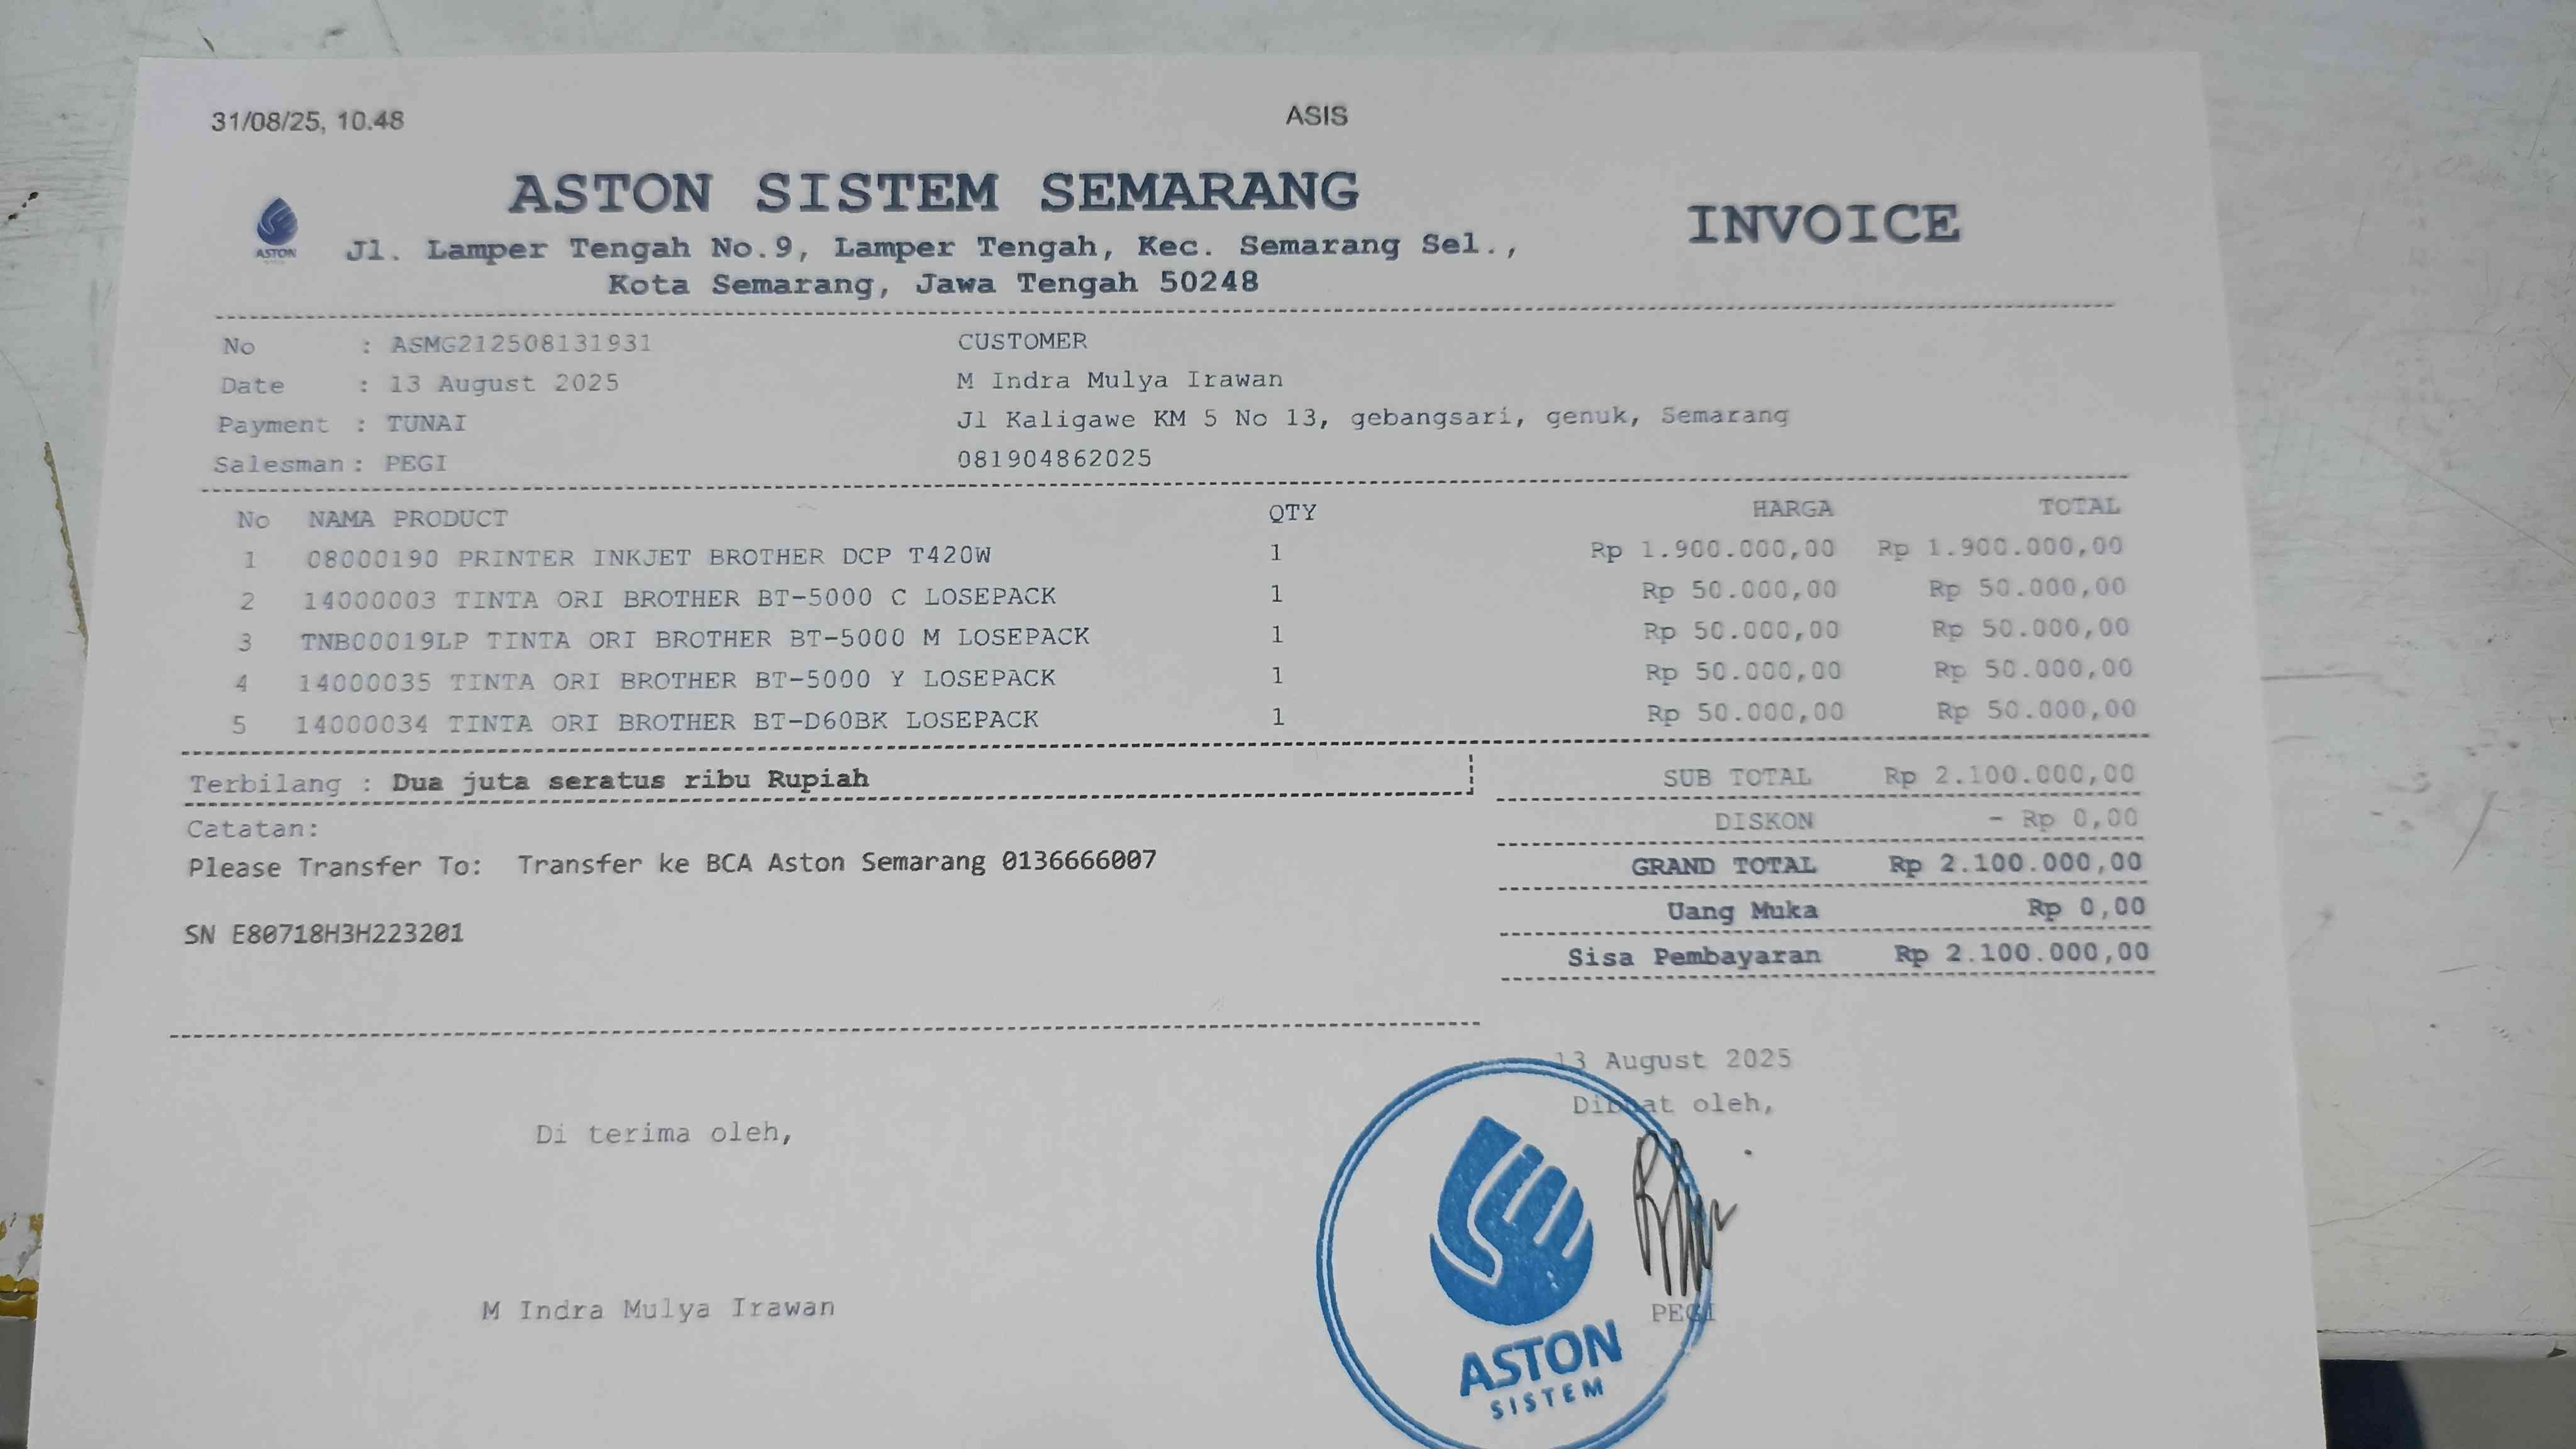 31/08/25, 10.48
ASIS
ASTON SISTEM SEMARANG
INVOICE
ASTON
Jl. Lamper Tengah No.9, Lamper Tengah, Kec. Semarang Sel.,
Kota Semarang, Jawa Tengah 50248
No : ASMG212508131931
CUSTOMER
Date : 13 August 2025
M Indra Mulya Irawan
Payment : TUNAI
Jl Kaligawe KM 5 No 13, gebangsari, genuk, Semarang
Salesman : PEGI
081904862025
No NAMA PRODUCT QTY HARGA TOTAL
1 08000190 PRINTER INKJET BROTHER DCP T420W 1 Rp 1.900.000,00 Rp 1.900.000,00
2 14000003 TINTA ORI BROTHER BT-5000 C LOSEPACK 1 Rp 50.000,00 Rp 50.000,00
3 TNB00019LP TINTA ORI BROTHER BT-5000 M LOSEPACK 1 Rp 50.000,00 Rp 50.000,00
4 14000035 TINTA ORI BROTHER BT-5000 Y LOSEPACK 1 Rp 50.000,00 Rp 50.000,00
5 14000034 TINTA ORI BROTHER BT-D60BK LOSEPACK 1 Rp 50.000,00 Rp 50.000,00
Terbilang : Dua juta seratus ribu Rupiah
SUB TOTAL Rp 2.100.000,00
Catatan:
DISKON - Rp 0,00
Please Transfer To: Transfer ke BCA Aston Semarang 0136666007
GRAND TOTAL Rp 2.100.000,00
Uang Muka Rp 0,00
SN E80718H3H223201
Sisa Pembayaran Rp 2.100.000,00
13 August 2025
Dibuat oleh,
Di terima oleh,
M Indra Mulya Irawan
PEGI
ASTON
SISTEM